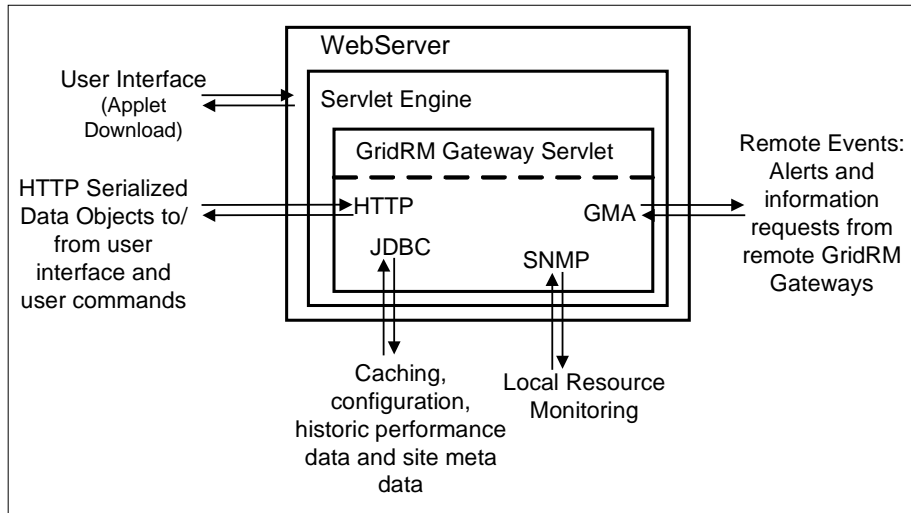 WebServer
User Interface
(Applet
Download)
Servlet Engine
GridRM Gateway Servlet
HTTP Serialized
Data Objects to/
from user
interface and
user commands
HTTP
GMA
JDBC
SNMP
Remote Events:
Alerts and
information
requests from
remote GridRM
Gateways
Caching,
configuration,
historic performance
data and site meta
data
Local Resource
Monitoring